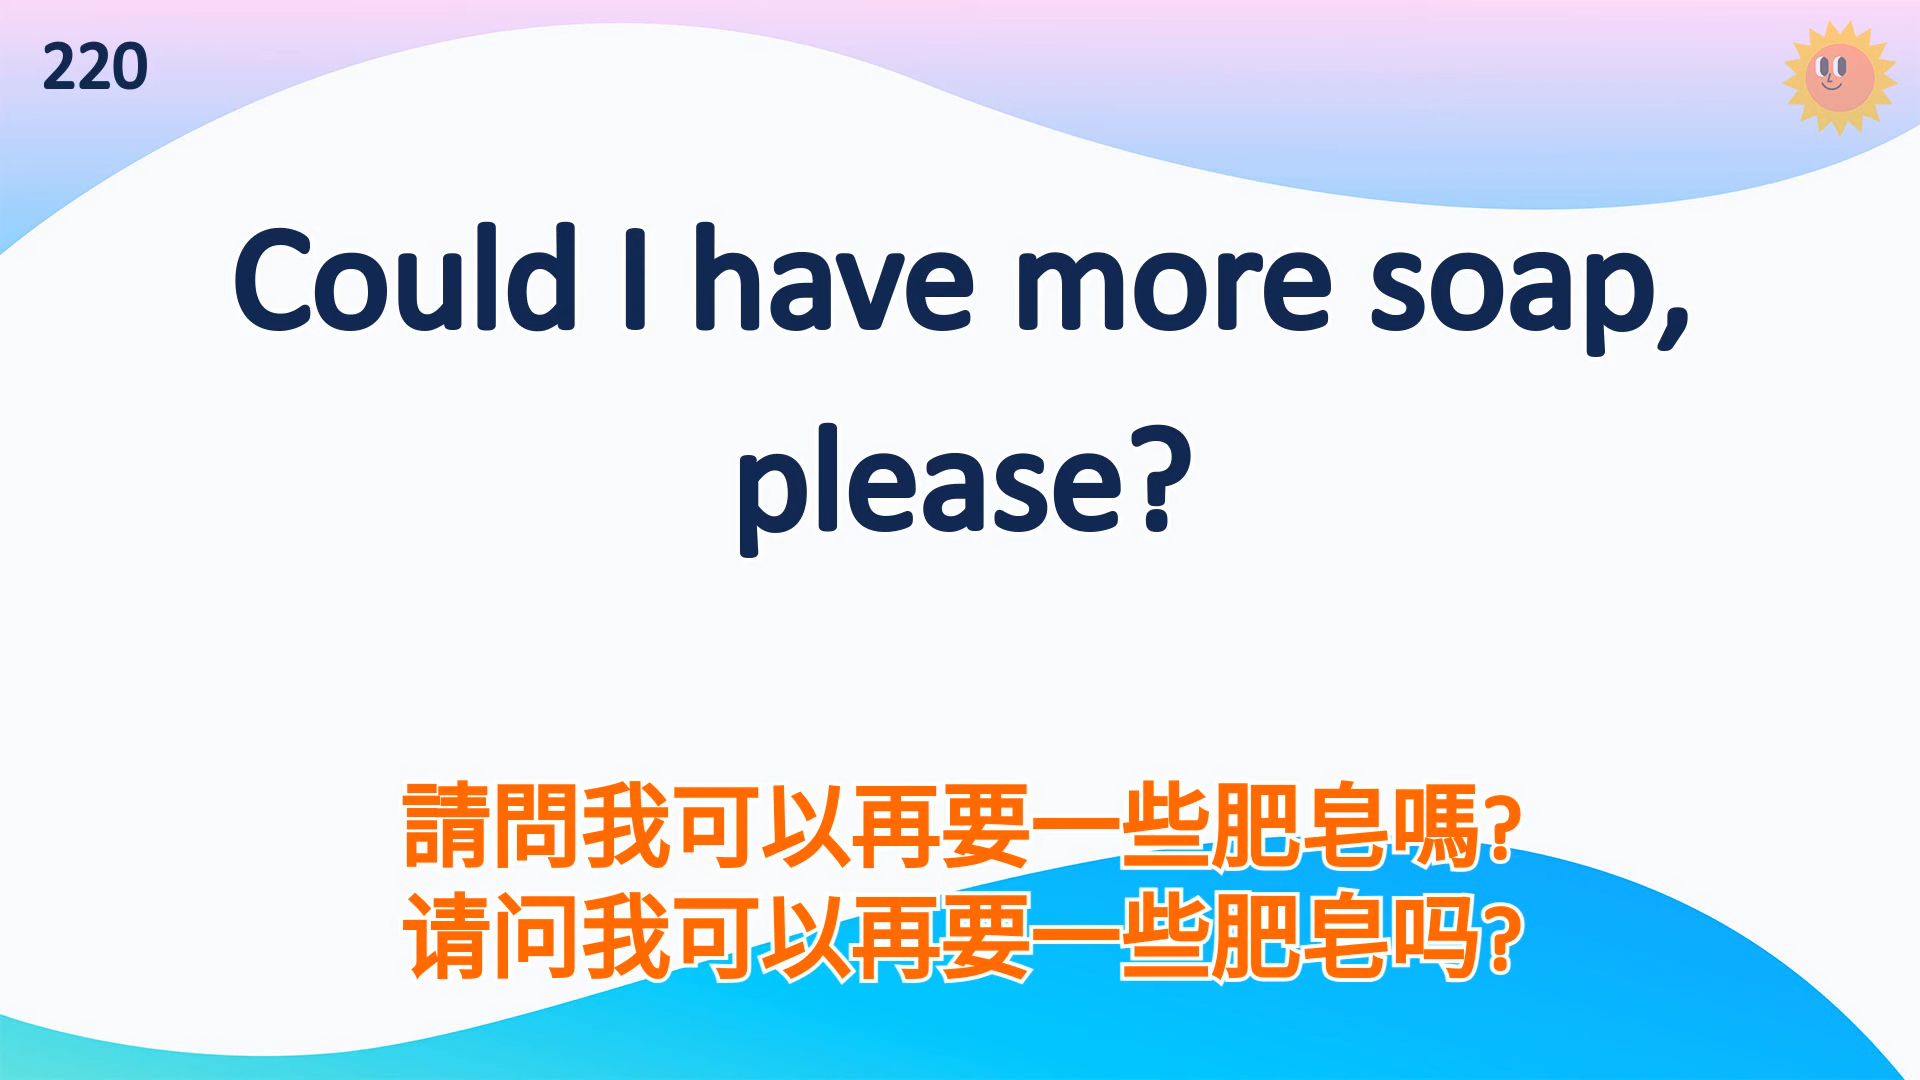 220
Could I have more soap,
please?
請問我可以再要一些肥皂嗎?
请问我可以再要一些肥皂吗?